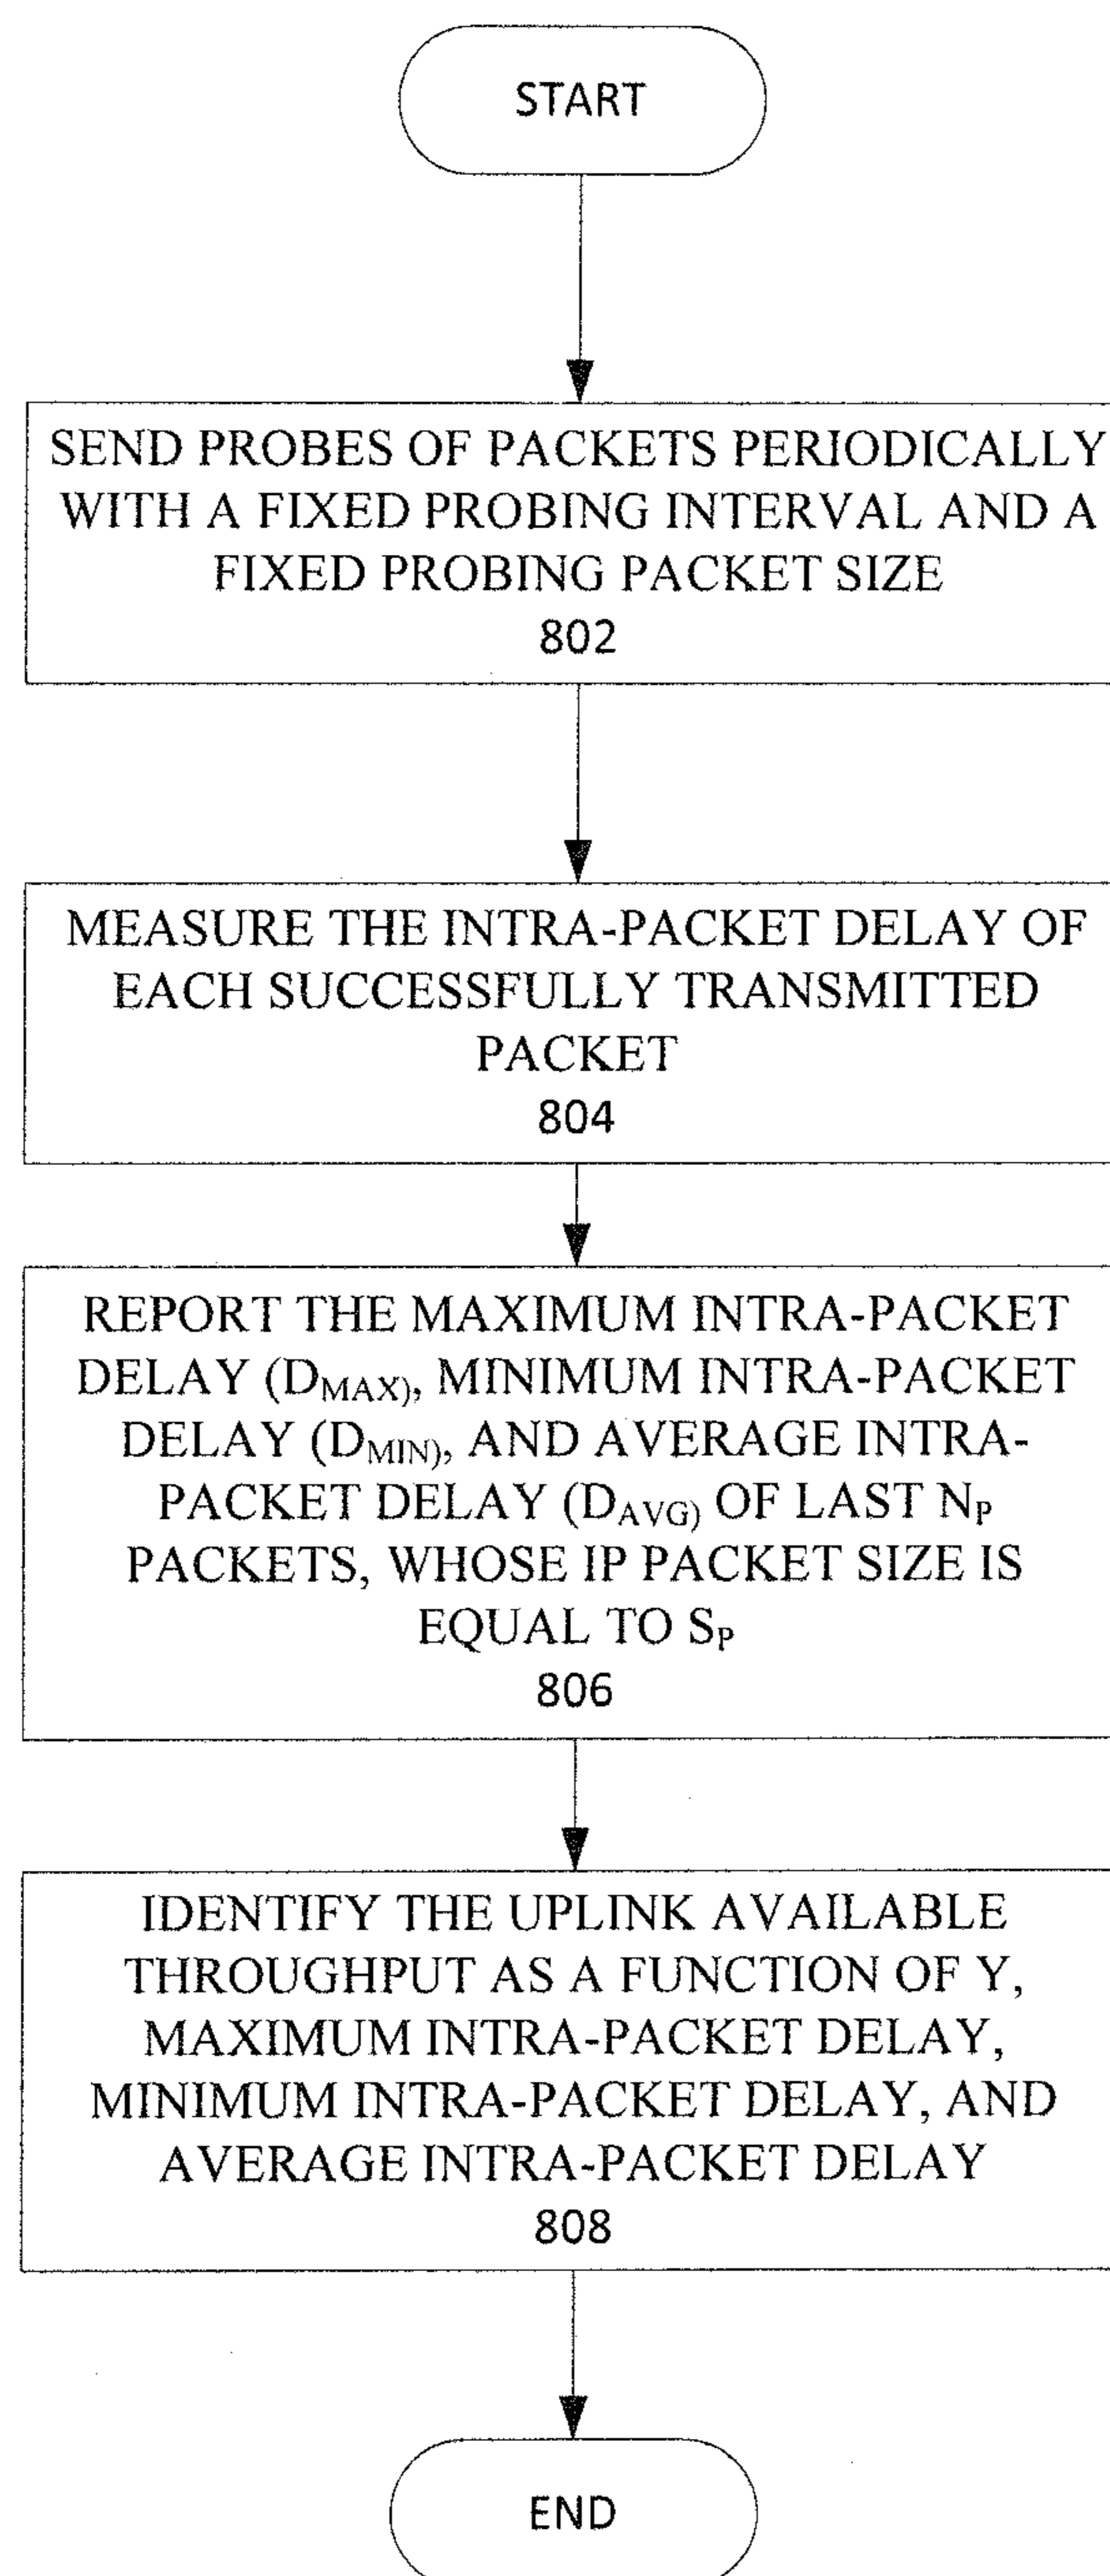 START
SEND PROBES OF PACKETS PERIODICALLY
WITH A FIXED PROBING INTERVAL AND A
FIXED PROBING PACKET SIZE
802
MEASURE THE INTRA-PACKET DELAY OF
EACH SUCCESSFULLY TRANSMITTED
PACKET
804
REPORT THE MAXIMUM INTRA-PACKET
DELAY (DMAX), MINIMUM INTRA-PACKET
DELAY (DMIN), AND AVERAGE INTRA-
PACKET DELAY (DAVG) OF LAST NP
PACKETS, WHOSE IP PACKET SIZE IS
EQUAL TO SP
806
IDENTIFY THE UPLINK AVAILABLE
THROUGHPUT AS A FUNCTION OF Y,
MAXIMUM INTRA-PACKET DELAY,
MINIMUM INTRA-PACKET DELAY, AND
AVERAGE INTRA-PACKET DELAY
808
END